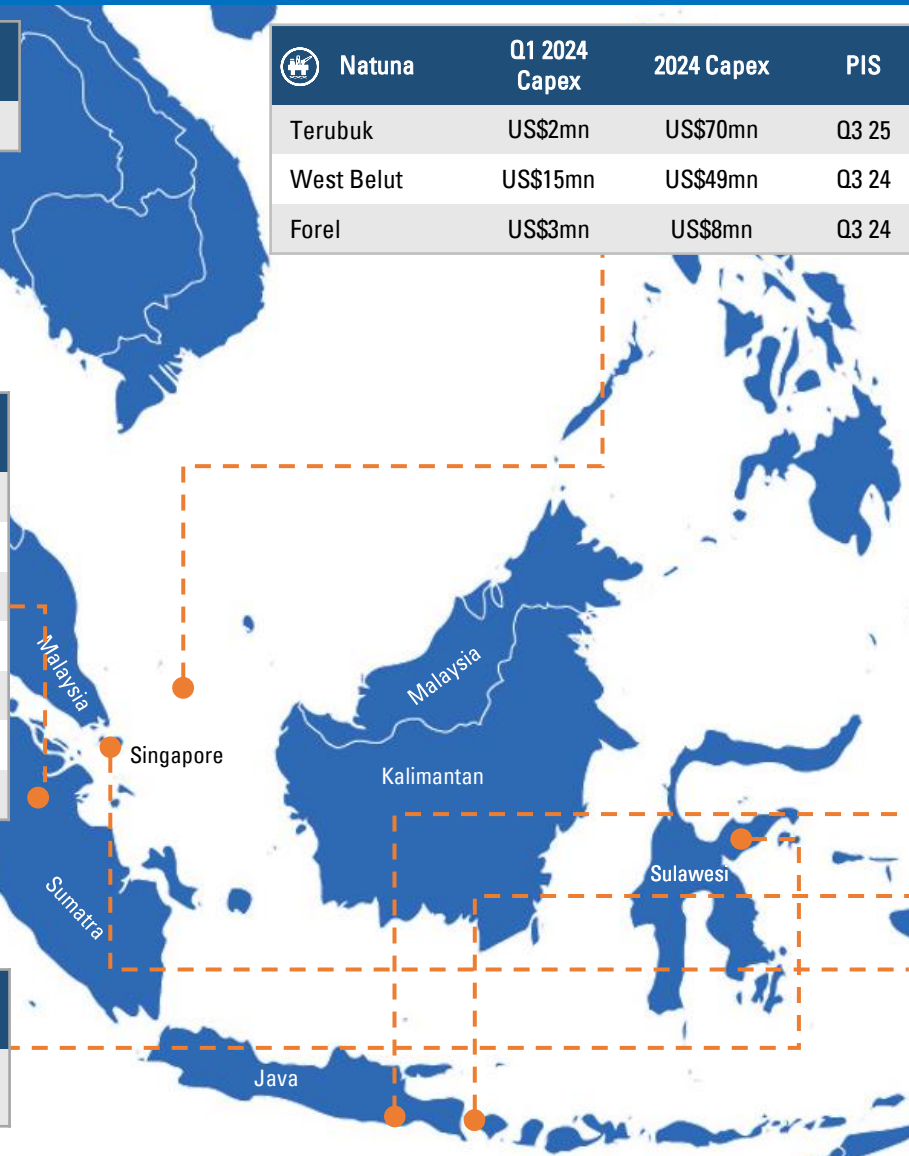 Natuna Q1 2024 Capex 2024 Capex PIS
Terubuk US$2mn US$70mn Q3 25
West Belut US$15mn US$49mn Q3 24
Forel US$3mn US$8mn Q3 24
Malaysia
Malaysia
Singapore
Kalimantan
Sulawesi
Sumatra
Java